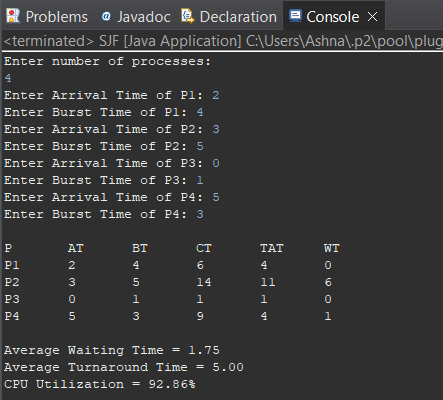 Problems @ Javadoc Declaration Console
<terminated> SJF [Java Application] C:\Users\Ashna\.p2\pool\plug
Enter number of processes:
4
Enter Arrival Time of P1: 2
Enter Burst Time of P1: 4
Enter Arrival Time of P2: 3
Enter Burst Time of P2: 5
Enter Arrival Time of P3: 0
Enter Burst Time of P3: 1
Enter Arrival Time of P4: 5
Enter Burst Time of P4: 3
P AT BT CT TAT WT
P1 2 4 6 4 0
P2 3 5 14 11 6
P3 0 1 1 1 0
P4 5 3 9 4 1
Average Waiting Time = 1.75
Average Turnaround Time = 5.00
CPU Utilization = 92.86%